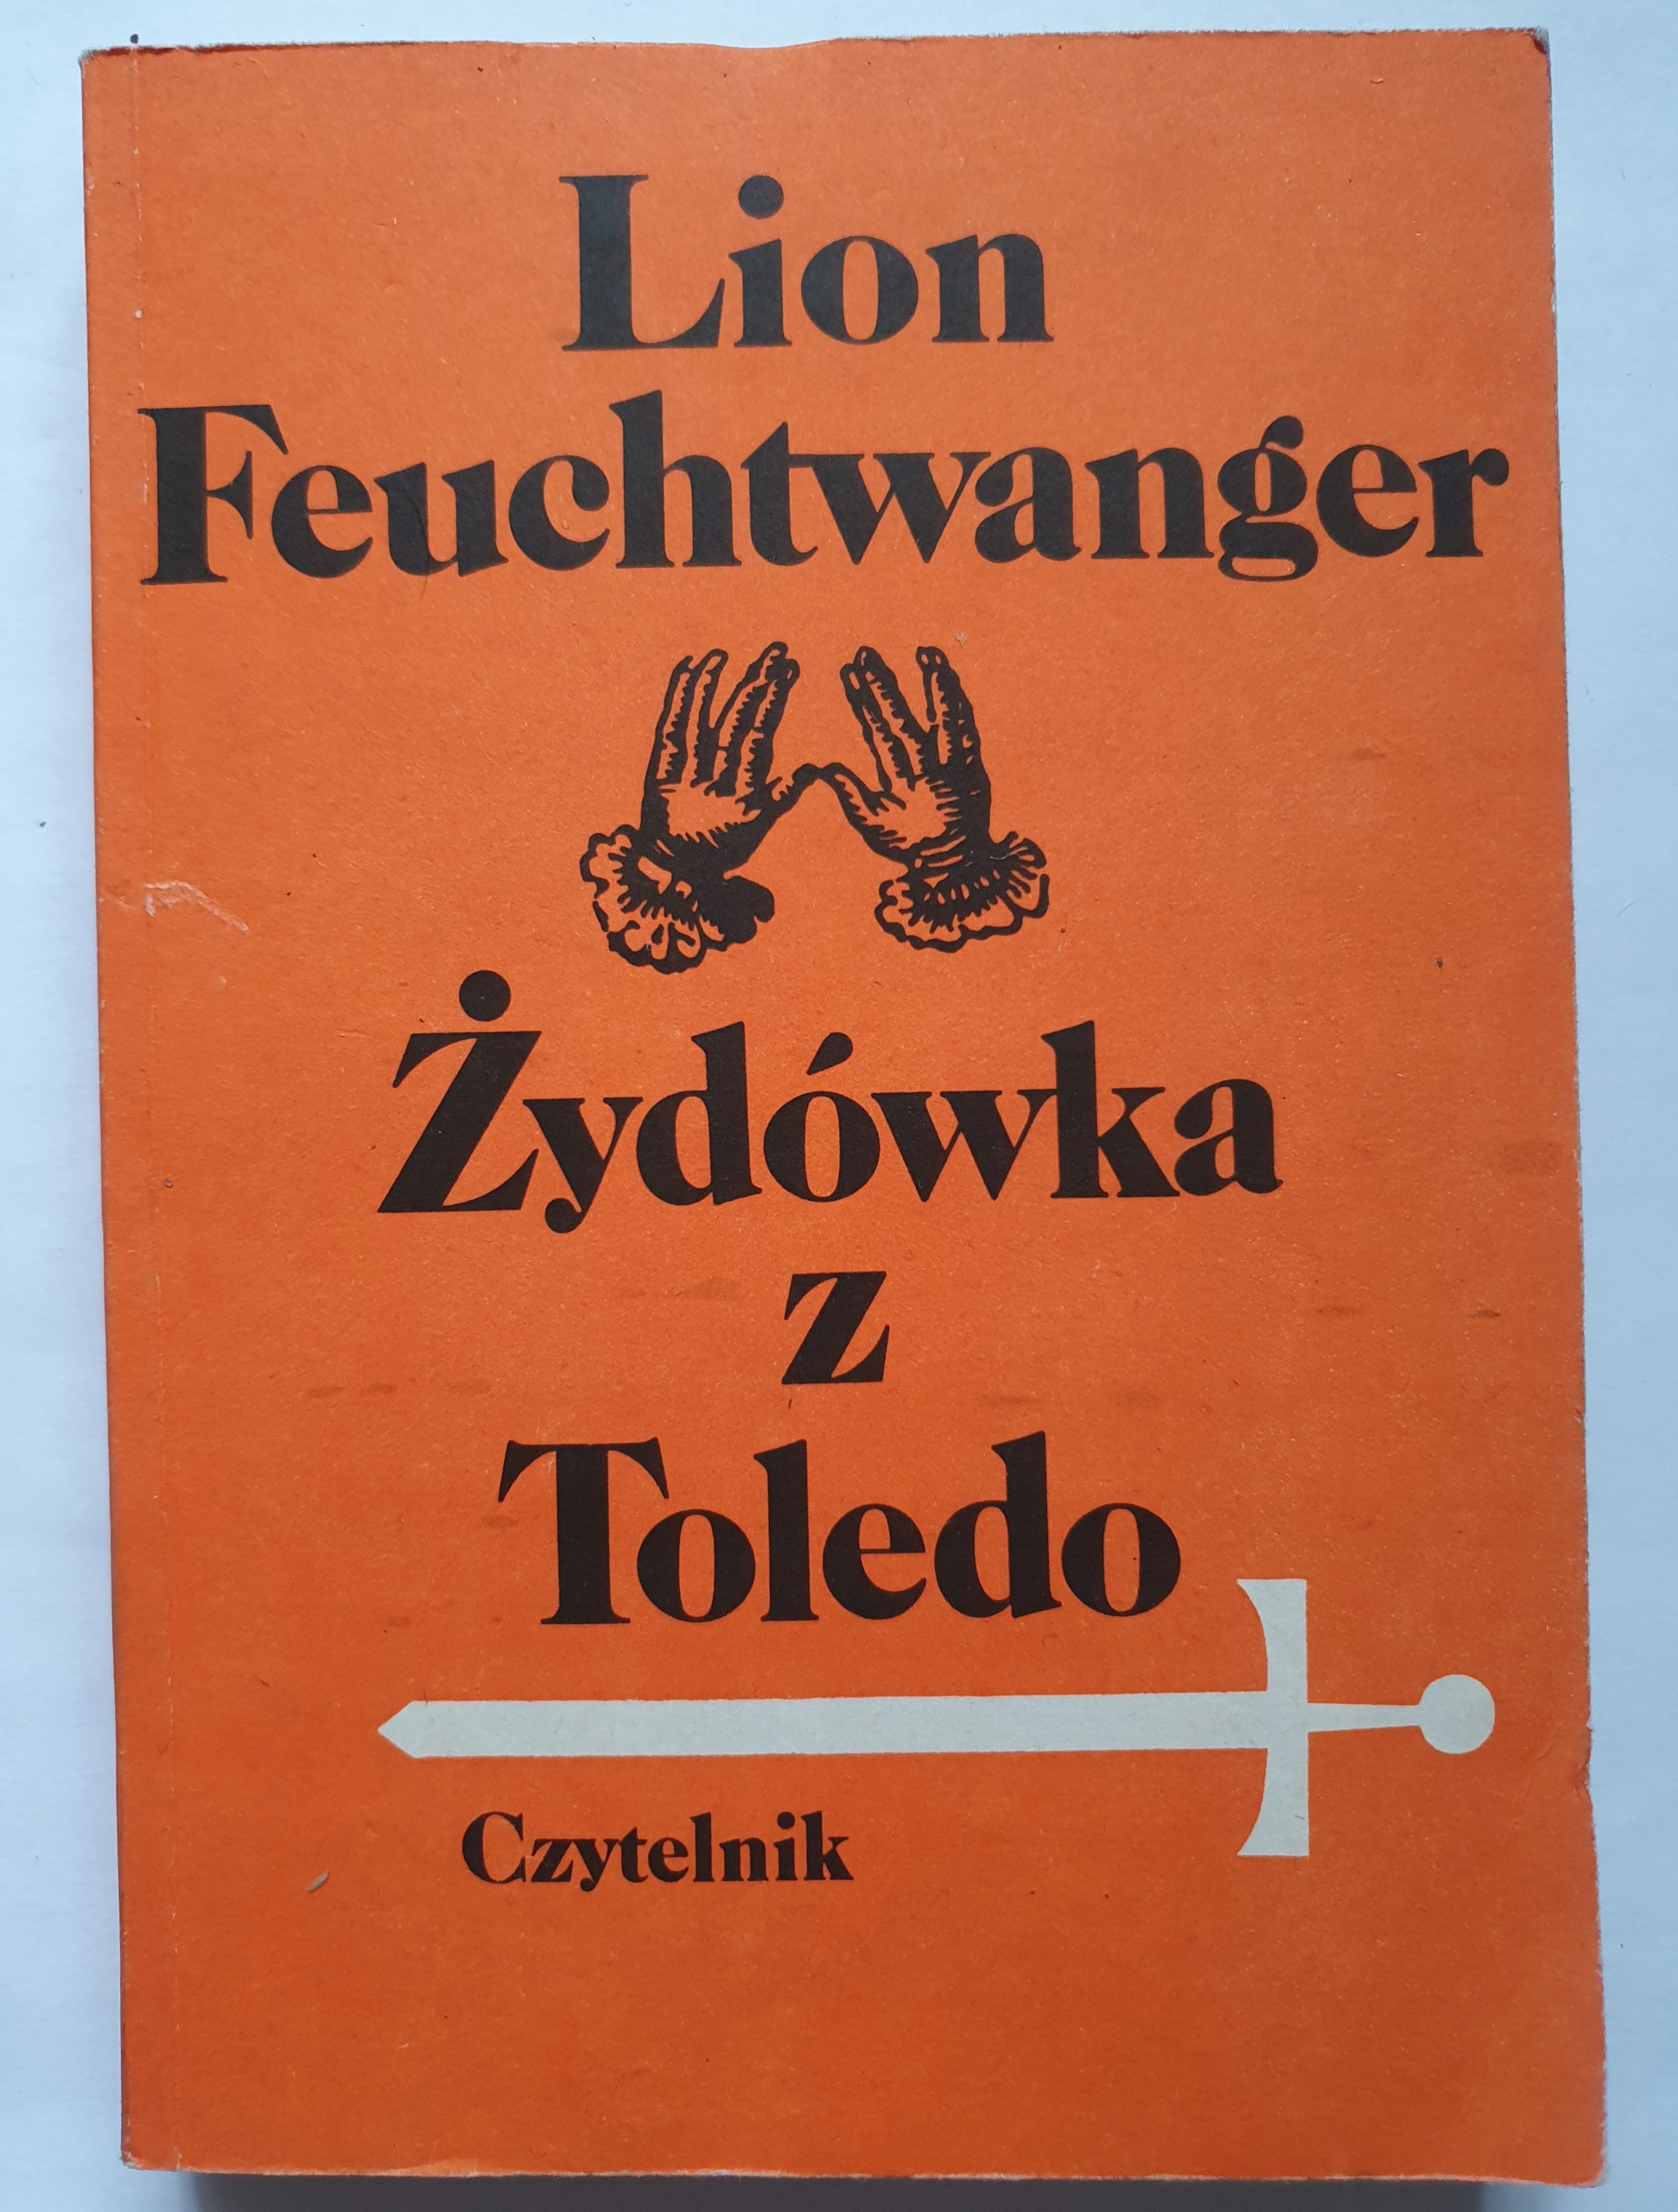 Lion
Feuchtwanger
Żydówka
z
Toledo
Czytelnik